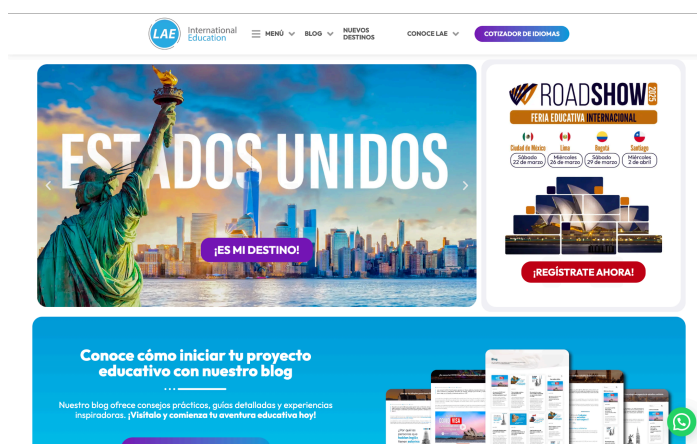 LAE
International
Education
MENÚ
BLOG
NUEVOS
DESTINOS
CONOCE LAE
COTIZADOR DE IDIOMAS
ESTADOS UNIDOS
¡ES MI DESTINO!
ROADSHOW 2025
FERIA EDUCATIVA INTERNACIONAL
Ciudad de México
Sábado
22 de marzo
Lima
Miércoles
26 de marzo
Bogotá
Sábado
29 de marzo
Santiago
Miércoles
2 de abril
¡REGÍSTRATE AHORA!
Conoce cómo iniciar tu proyecto
educativo con nuestro blog
Nuestro blog ofrece consejos prácticos, guías detalladas y experiencias
inspiradoras. ¡Visítalo y comienza tu aventura educativa hoy!
Blog
VISA